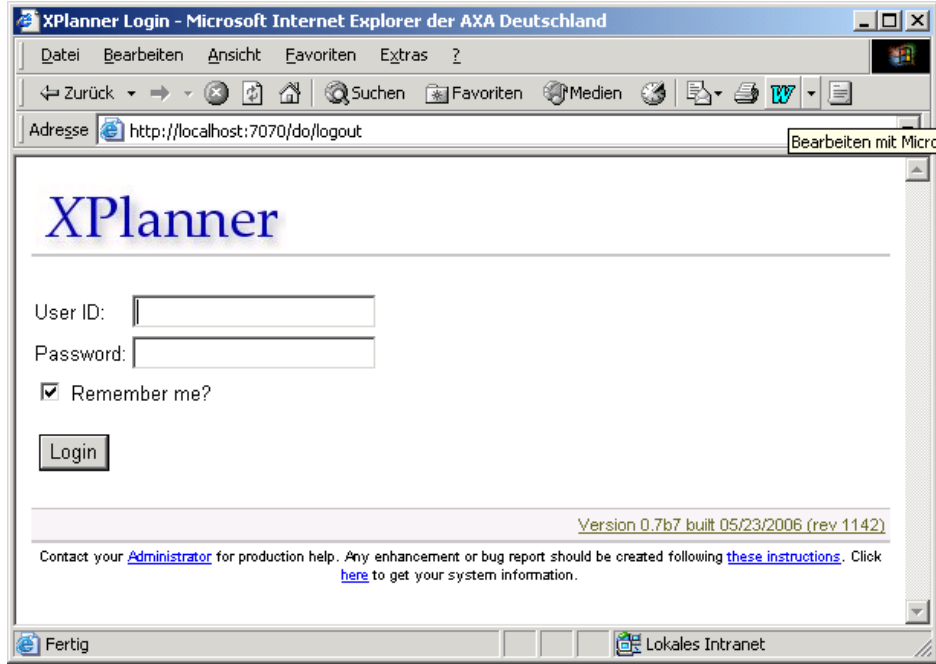 XPlanner Login - Microsoft Internet Explorer der AXA Deutschland
Datei Bearbeiten Ansicht Favoriten Extras ?
Zurück Suchen Favoriten Medien
Adresse http://localhost:7070/do/logout
Bearbeiten mit Micro
XPlanner
User ID:
Password:
Remember me?
Login
Version 0.7b7 built 05/23/2006 (rev 1142)
Contact your Administrator for production help. Any enhancement or bug report should be created following these instructions. Click
here to get your system information.
Fertig Lokales Intranet